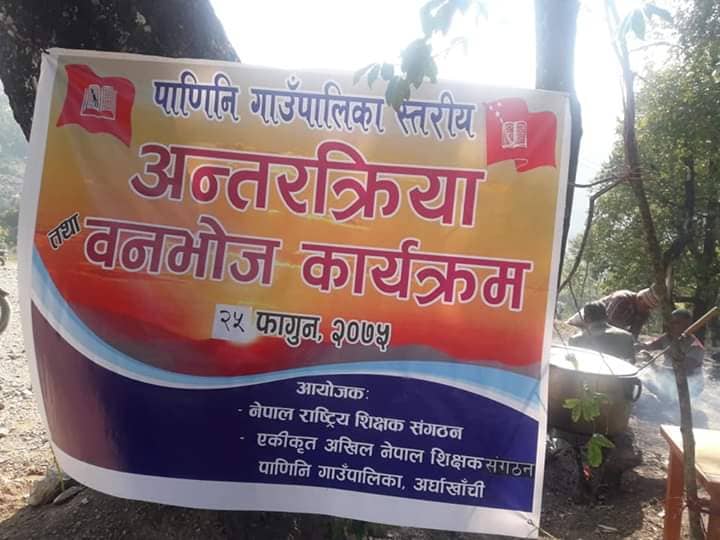 पाणिनि गाउँपालिका स्तरीय
अन्तरक्रिया
तथा
वनभोज कार्यक्रम
२५ फागुन, २०७५
आयोजक:
- नेपाल राष्ट्रिय शिक्षक संगठन
- एकीकृत अखिल नेपाल शिक्षक संगठन
पाणिनि गाउँपालिका, अर्घाखाँची